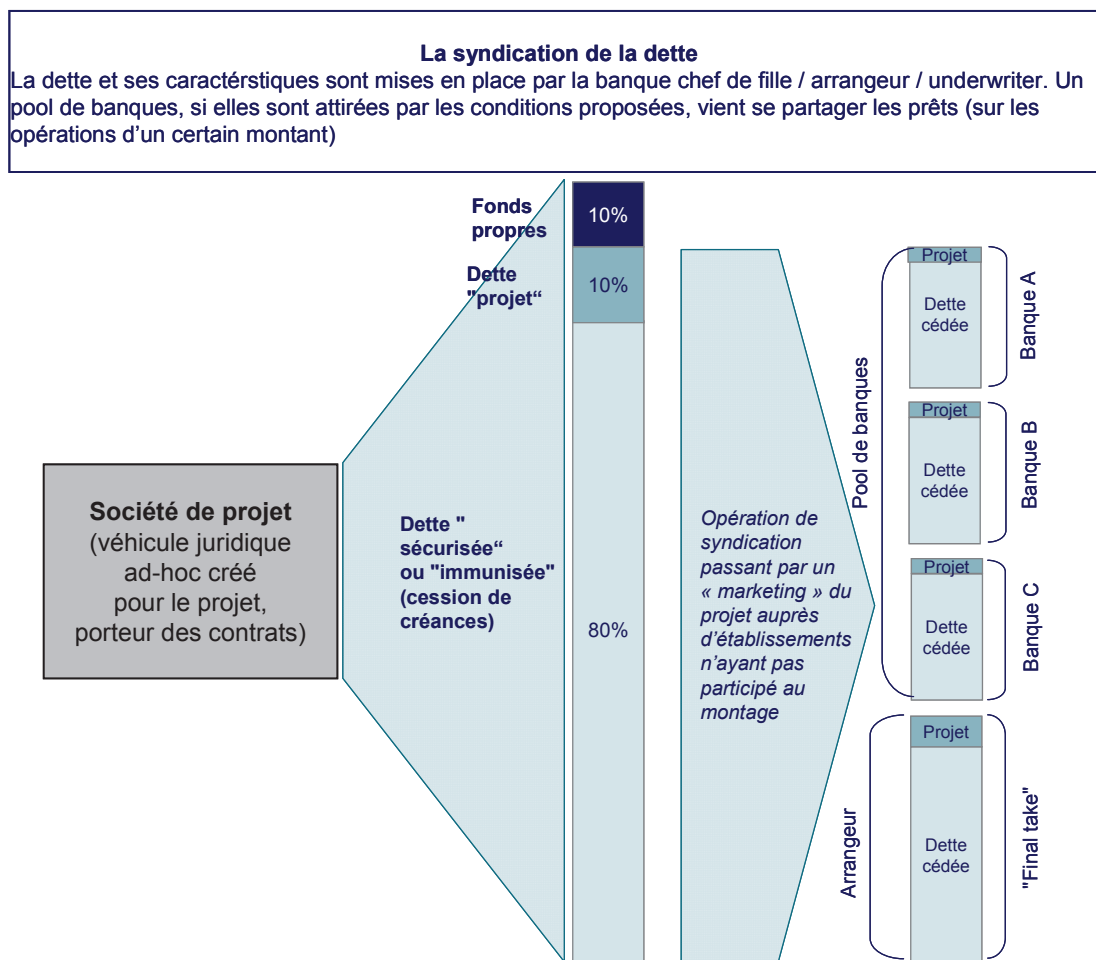 La syndication de la dette
La dette et ses caractérstiques sont mises en place par la banque chef de fille / arrangeur / underwriter. Un
pool de banques, si elles sont attirées par les conditions proposées, vient se partager les prêts (sur les
opérations d'un certain montant)
Fonds
propres
10%
Dette
"projet“
10%
Société de projet
(véhicule juridique
ad-hoc créé
pour le projet,
porteur des contrats)
Dette "
sécurisée“
ou "immunisée"
(cession de
créances)
80%
Opération de
syndication
passant par un
« marketing » du
projet auprès
d'établissements
n'ayant pas
participé au
montage
Pool de banques
Projet
Dette
cédée
Banque A
Projet
Dette
cédée
Banque B
Projet
Dette
cédée
Banque C
Arrangeur
Projet
Dette
cédée
"Final take"